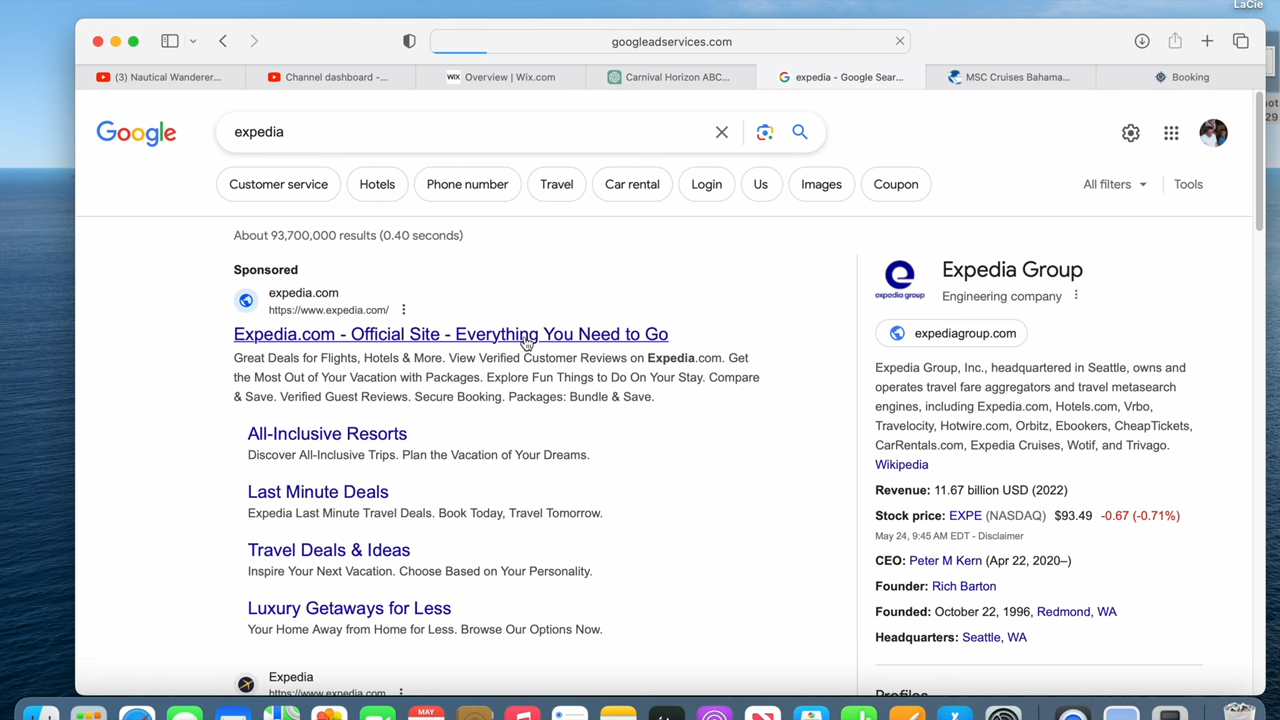 LaCie
googleadservices.com
(3) Nautical Wanderer...
Channel dashboard -...
WIX Overview | Wix.com
Carnival Horizon ABC...
expedia - Google Sear...
MSC Cruises Bahama...
Booking
Google
expedia
Customer service
Hotels
Phone number
Travel
Car rental
Login
Us
Images
Coupon
All filters
Tools
About 93,700,000 results (0.40 seconds)
Sponsored
expedia.com
https://www.expedia.com/
Expedia.com - Official Site - Everything You Need to Go
Great Deals for Flights, Hotels & More. View Verified Customer Reviews on Expedia.com. Get
the Most Out of Your Vacation with Packages. Explore Fun Things to Do On Your Stay. Compare
& Save. Verified Guest Reviews. Secure Booking. Packages: Bundle & Save.
All-Inclusive Resorts
Discover All-Inclusive Trips. Plan the Vacation of Your Dreams.
Last Minute Deals
Expedia Last Minute Travel Deals. Book Today, Travel Tomorrow.
Travel Deals & Ideas
Inspire Your Next Vacation. Choose Based on Your Personality.
Luxury Getaways for Less
Your Home Away from Home for Less. Browse Our Options Now.
Expedia
https://www.expedia.com
expedia group
Expedia Group
Engineering company
expediagroup.com
Expedia Group, Inc., headquartered in Seattle, owns and
operates travel fare aggregators and travel metasearch
engines, including Expedia.com, Hotels.com, Vrbo,
Travelocity, Hotwire.com, Orbitz, Ebookers, CheapTickets,
CarRentals.com, Expedia Cruises, Wotif, and Trivago.
Wikipedia
Revenue: 11.67 billion USD (2022)
Stock price: EXPE (NASDAQ) $93.49 -0.67 (-0.71%)
May 24, 9:45 AM EDT - Disclaimer
CEO: Peter M Kern (Apr 22, 2020–)
Founder: Rich Barton
Founded: October 22, 1996, Redmond, WA
Headquarters: Seattle, WA
Profiles
MAY